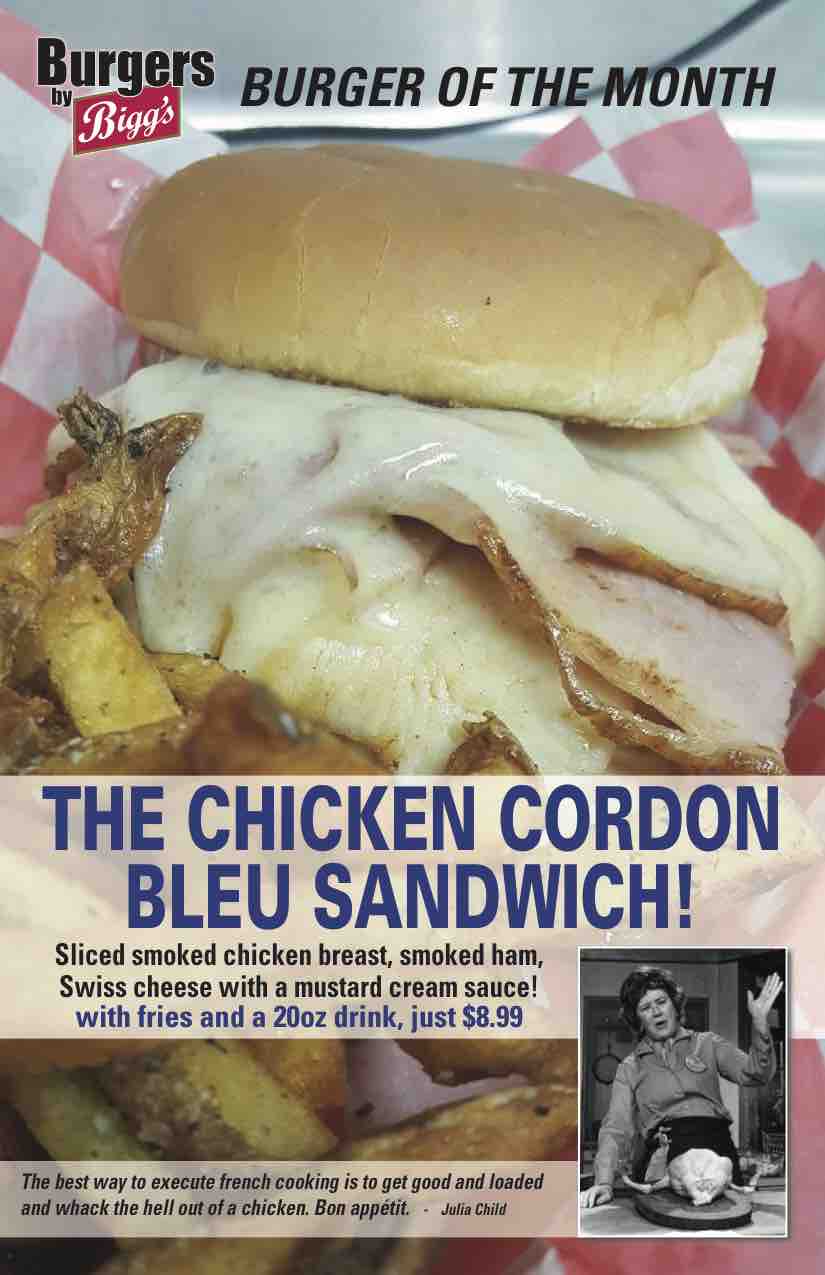 Burgers
by Bigg's
BURGER OF THE MONTH
THE CHICKEN CORDON
BLEU SANDWICH!
Sliced smoked chicken breast, smoked ham,
Swiss cheese with a mustard cream sauce!
with fries and a 20oz drink, just $8.99
The best way to execute french cooking is to get good and loaded
and whack the hell out of a chicken. Bon appétit. - Julia Child